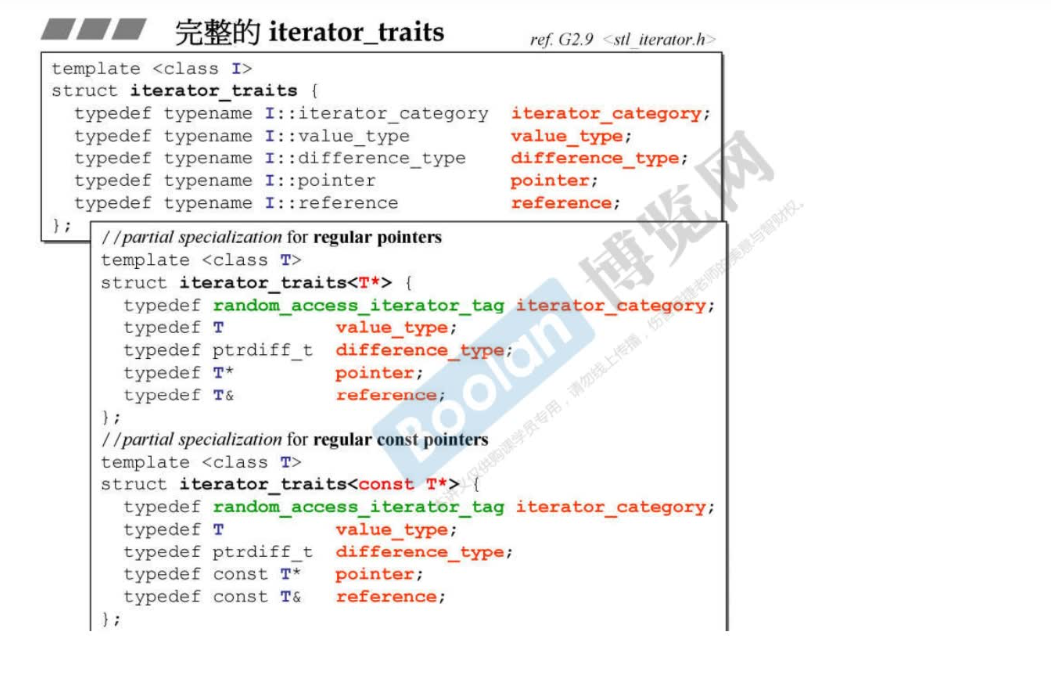 完整的 iterator_traits
ref. G2.9 <stl_iterator.h>
template <class I>
struct iterator_traits {
typedef typename I::iterator_category iterator_category;
typedef typename I::value_type value_type;
typedef typename I::difference_type difference_type;
typedef typename I::pointer pointer;
typedef typename I::reference reference;
};
//partial specialization for regular pointers
template <class T>
struct iterator_traits<T*> {
typedef random_access_iterator_tag iterator_category;
typedef T value_type;
typedef ptrdiff_t difference_type;
typedef T* pointer;
typedef T& reference;
};
//partial specialization for regular const pointers
template <class T>
struct iterator_traits<const T*> {
typedef random_access_iterator_tag iterator_category;
typedef T value_type;
typedef ptrdiff_t difference_type;
typedef const T* pointer;
typedef const T& reference;
};
Boolan 博览网